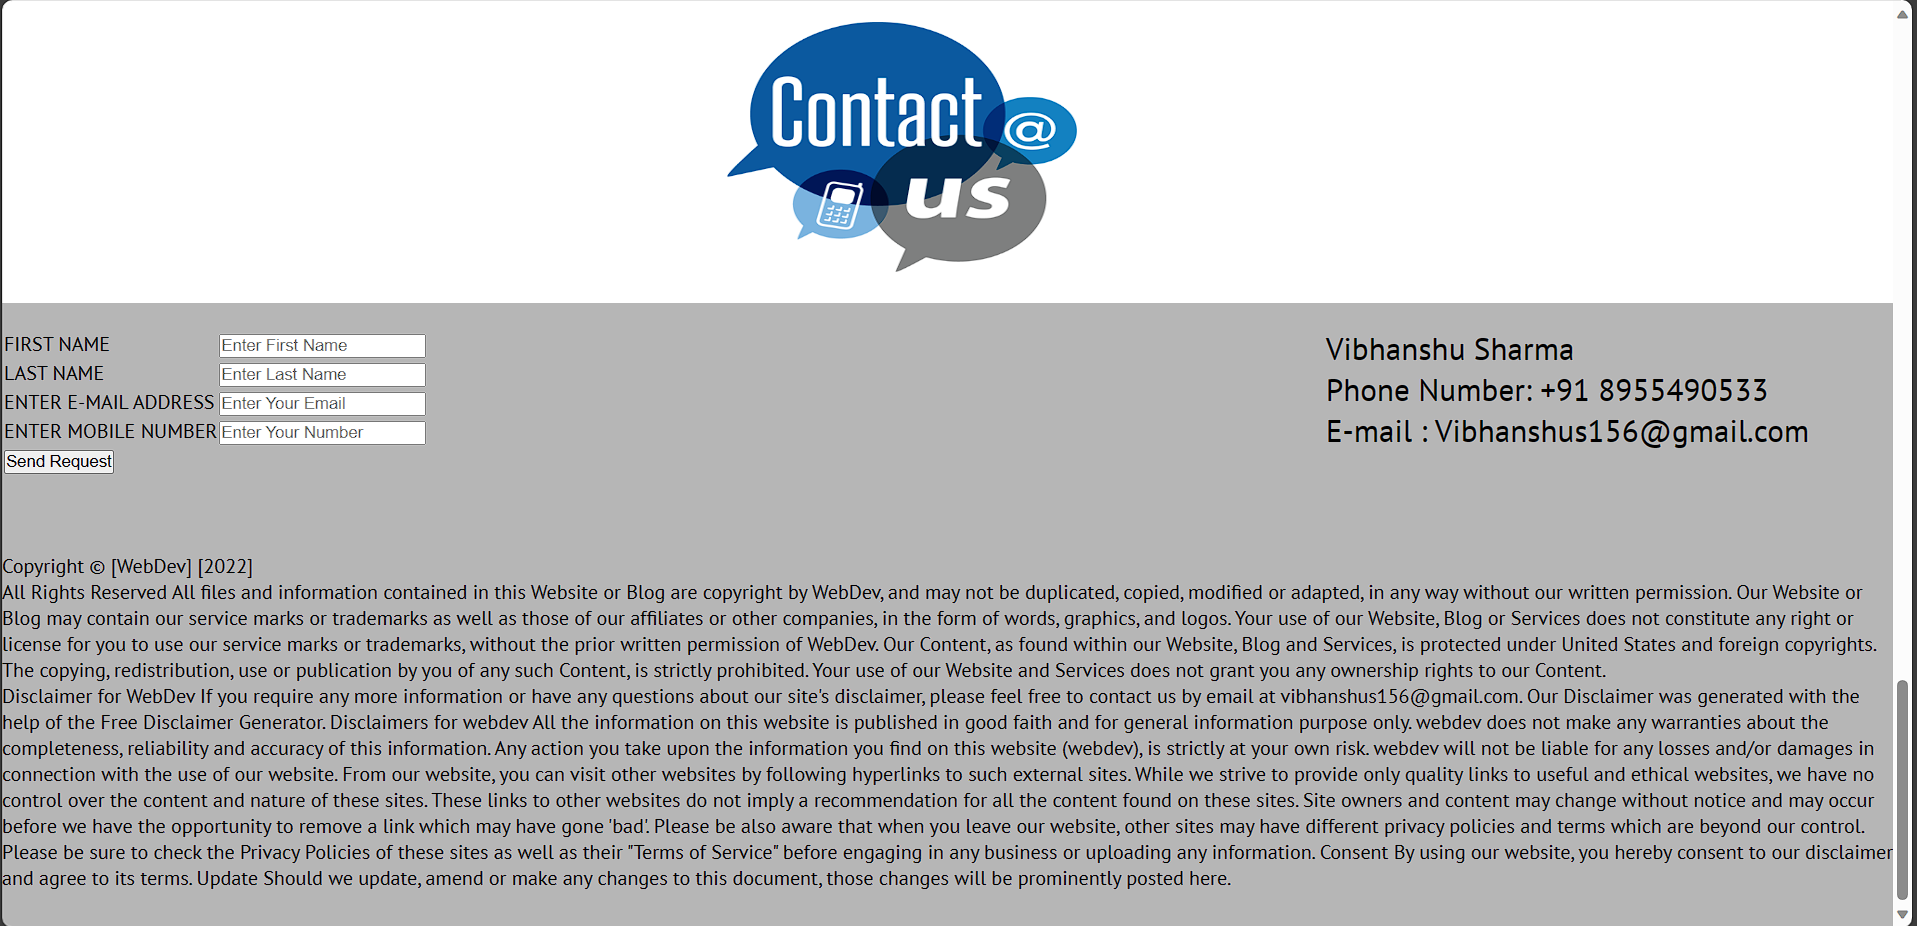 Contact
@
us
FIRST NAME Enter First Name
LAST NAME Enter Last Name
ENTER E-MAIL ADDRESS Enter Your Email
ENTER MOBILE NUMBER Enter Your Number
Send Request
Vibhanshu Sharma
Phone Number: +91 8955490533
E-mail : Vibhanshus156@gmail.com
Copyright © [WebDev] [2022]
All Rights Reserved All files and information contained in this Website or Blog are copyright by WebDev, and may not be duplicated, copied, modified or adapted, in any way without our written permission. Our Website or
Blog may contain our service marks or trademarks as well as those of our affiliates or other companies, in the form of words, graphics, and logos. Your use of our Website, Blog or Services does not constitute any right or
license for you to use our service marks or trademarks, without the prior written permission of WebDev. Our Content, as found within our Website, Blog and Services, is protected under United States and foreign copyrights.
The copying, redistribution, use or publication by you of any such Content, is strictly prohibited. Your use of our Website and Services does not grant you any ownership rights to our Content.
Disclaimer for WebDev If you require any more information or have any questions about our site's disclaimer, please feel free to contact us by email at vibhanshus156@gmail.com. Our Disclaimer was generated with the
help of the Free Disclaimer Generator. Disclaimers for webdev All the information on this website is published in good faith and for general information purpose only. webdev does not make any warranties about the
completeness, reliability and accuracy of this information. Any action you take upon the information you find on this website (webdev), is strictly at your own risk. webdev will not be liable for any losses and/or damages in
connection with the use of our website. From our website, you can visit other websites by following hyperlinks to such external sites. While we strive to provide only quality links to useful and ethical websites, we have no
control over the content and nature of these sites. These links to other websites do not imply a recommendation for all the content found on these sites. Site owners and content may change without notice and may occur
before we have the opportunity to remove a link which may have gone 'bad'. Please be also aware that when you leave our website, other sites may have different privacy policies and terms which are beyond our control.
Please be sure to check the Privacy Policies of these sites as well as their "Terms of Service" before engaging in any business or uploading any information. Consent By using our website, you hereby consent to our disclaimer
and agree to its terms. Update Should we update, amend or make any changes to this document, those changes will be prominently posted here.